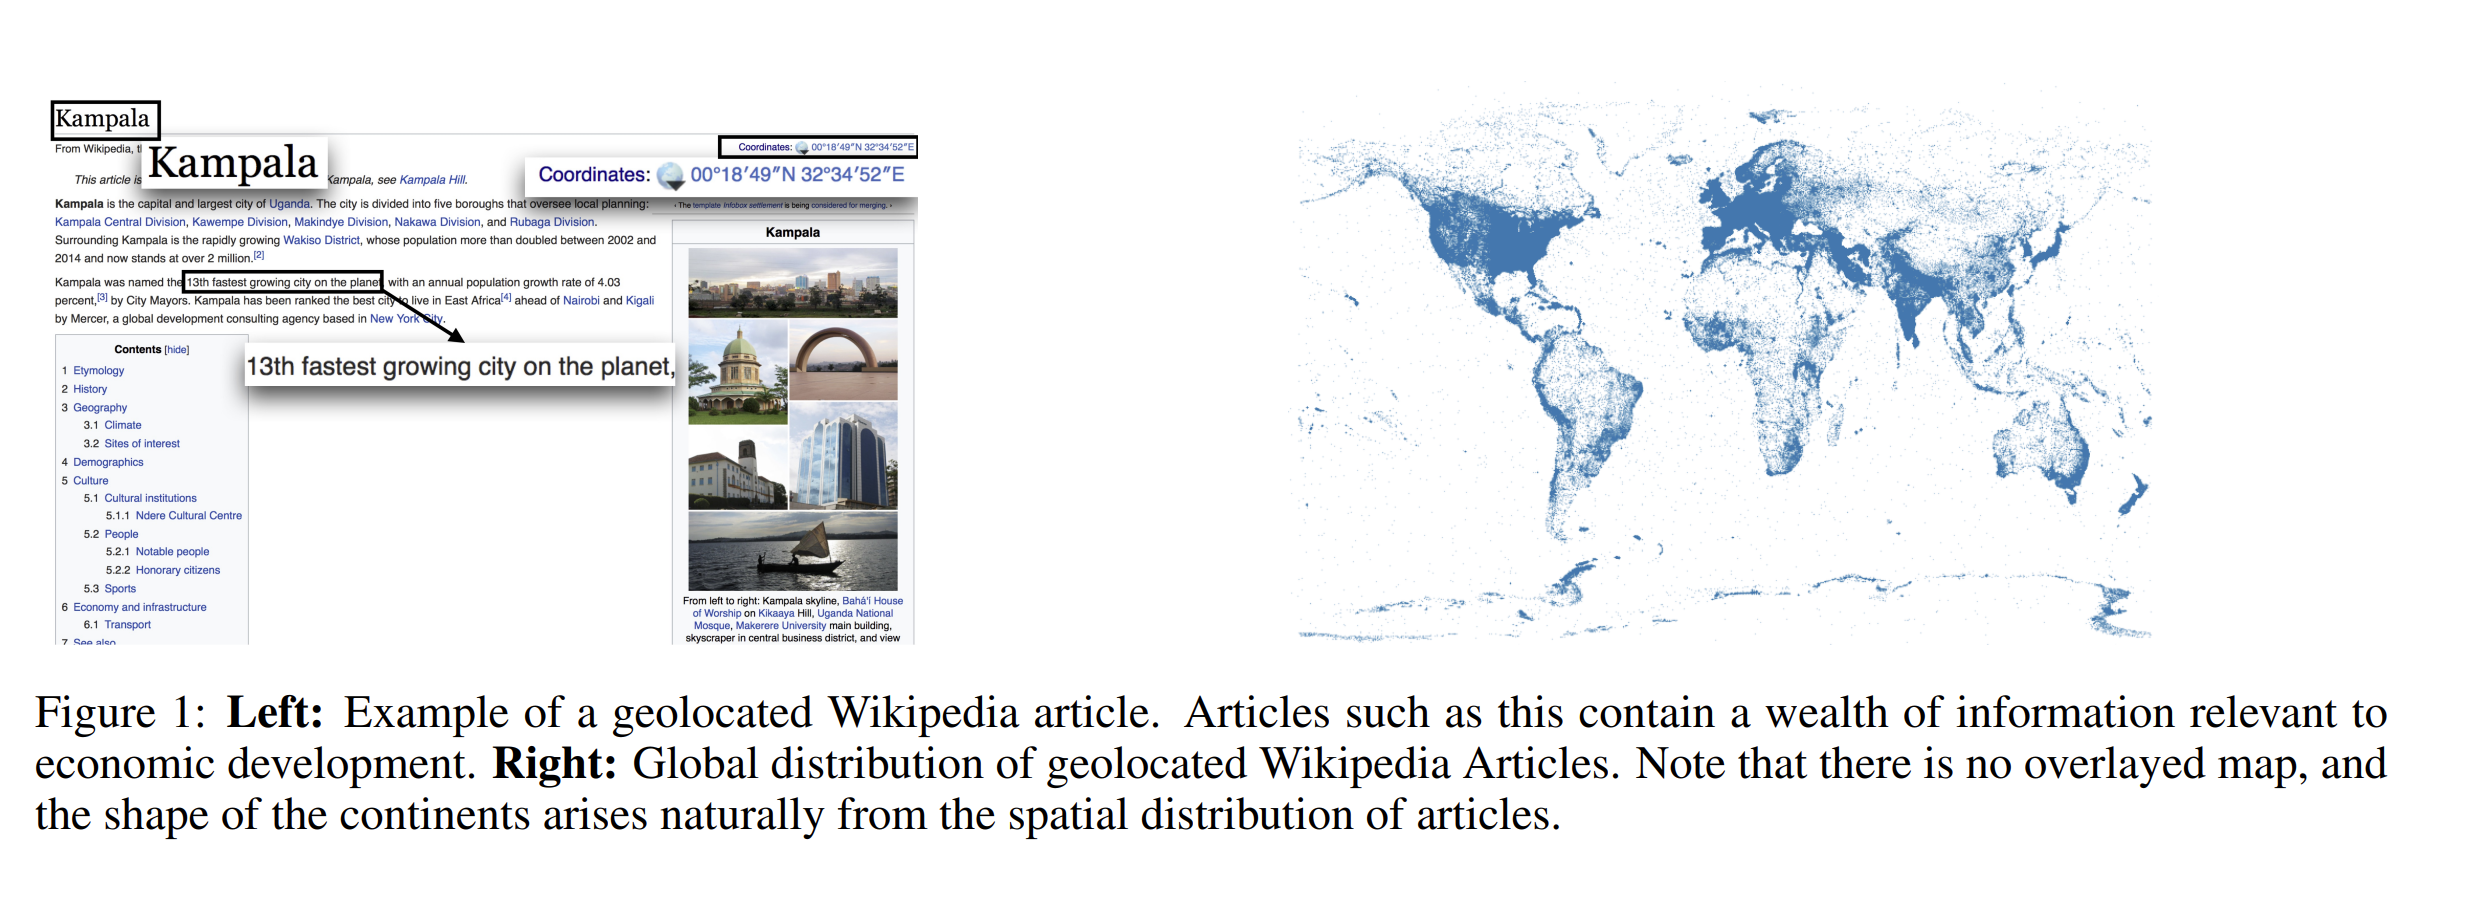 Kampala
Coordinates: 00°18′49″N 32°34′52″E
From Wikipedia, t
Kampala
Coordinates: 00°18′49″N 32°34′52″E
This article is
Kampala, see Kampala Hill.
Kampala is the capital and largest city of Uganda. The city is divided into five boroughs that oversee local planning:
Kampala Central Division, Kawempe Division, Makindye Division, Nakawa Division, and Rubaga Division.
Surrounding Kampala is the rapidly growing Wakiso District, whose population more than doubled between 2002 and
2014 and now stands at over 2 million.[2]
Kampala was named the 13th fastest growing city on the planet, with an annual population growth rate of 4.03
percent,[3] by City Mayors. Kampala has been ranked the best city to live in East Africa[4] ahead of Nairobi and Kigali
by Mercer, a global development consulting agency based in New York City.
13th fastest growing city on the planet,
Contents [hide]
1 Etymology
2 History
3 Geography
3.1 Climate
3.2 Sites of interest
4 Demographics
5 Culture
5.1 Cultural institutions
5.1.1 Ndere Cultural Centre
5.2 People
5.2.1 Notable people
5.2.2 Honorary citizens
5.3 Sports
6 Economy and infrastructure
6.1 Transport
7 See also
‹ The template Infobox settlement is being considered for merging. ›
Kampala
From left to right: Kampala skyline, Bahá'í House
of Worship on Kikaaya Hill, Uganda National
Mosque, Makerere University main building,
skyscraper in central business district, and view
Figure 1: Left: Example of a geolocated Wikipedia article. Articles such as this contain a wealth of information relevant to
economic development. Right: Global distribution of geolocated Wikipedia Articles. Note that there is no overlayed map, and
the shape of the continents arises naturally from the spatial distribution of articles.